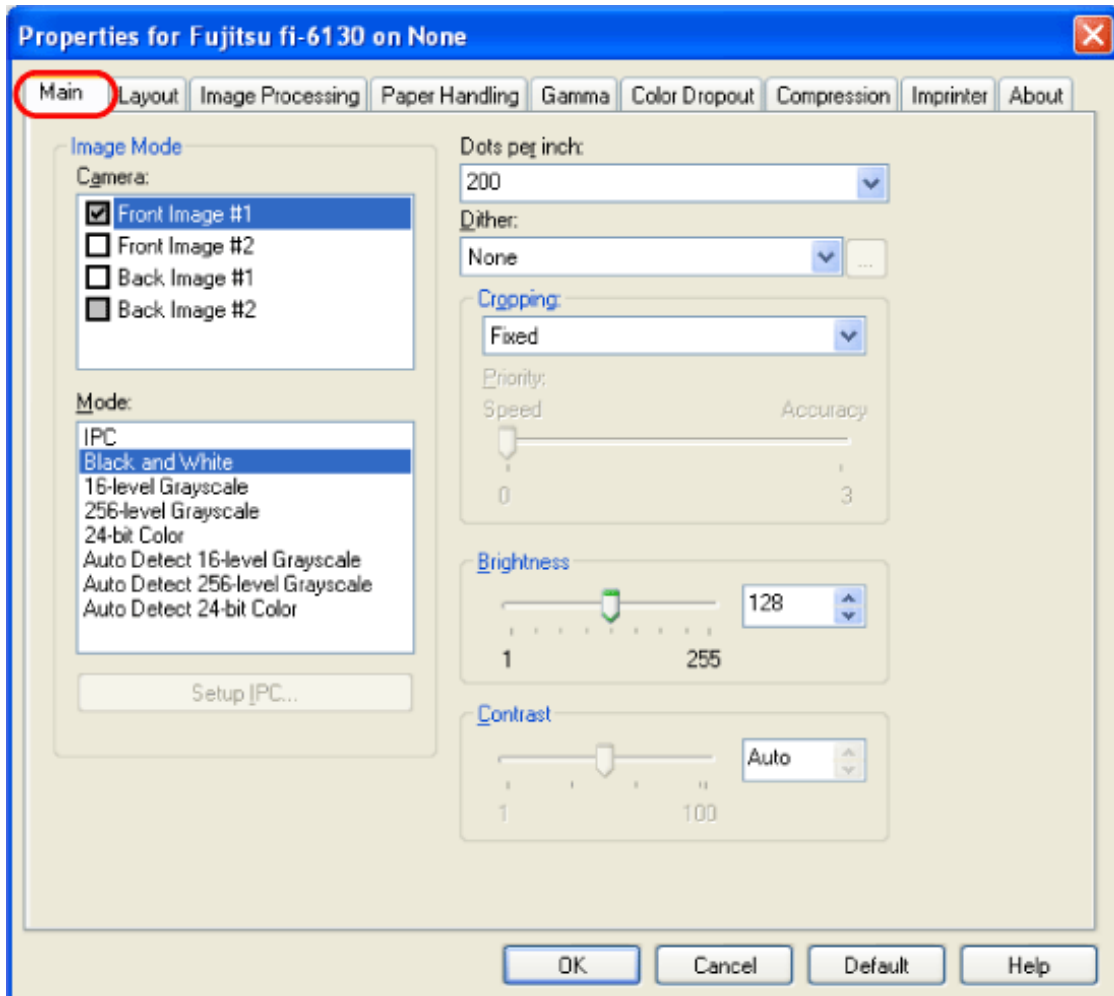 Properties for Fujitsu fi-6130 on None
Main Layout Image Processing Paper Handling Gamma Color Dropout Compression Imprinter About
Image Mode
Camera:
Front Image #1
Front Image #2
Back Image #1
Back Image #2
Mode:
IPC
Black and White
16-level Grayscale
256-level Grayscale
24-bit Color
Auto Detect 16-level Grayscale
Auto Detect 256-level Grayscale
Auto Detect 24-bit Color
Setup IPC...
Dots per inch:
200
Dither:
None
...
Cropping:
Fixed
Priority:
Speed Accuracy
0 3
Brightness
128
1 255
Contrast
Auto
1 100
OK Cancel Default Help